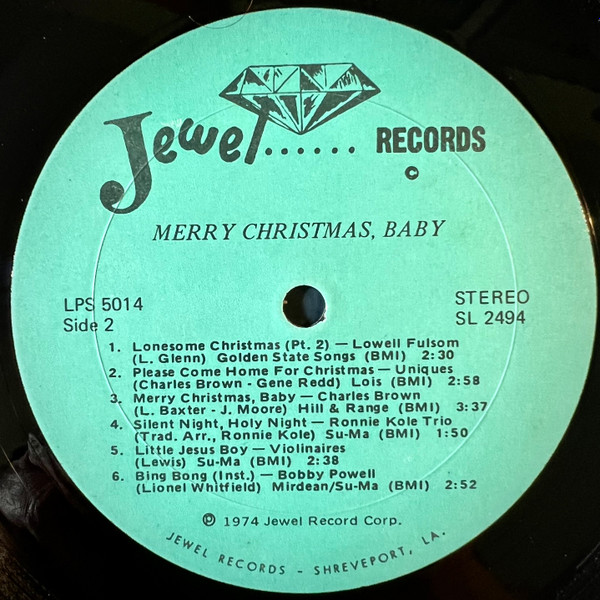 Jewel...... RECORDS
©
MERRY CHRISTMAS, BABY
LPS 5014
Side 2
STEREO
SL 2494
1. Lonesome Christmas (Pt. 2) — Lowell Fulsom
(L. Glenn) Golden State Songs (BMI) 2:30
2. Please Come Home For Christmas — Uniques
(Charles Brown - Gene Redd) Lois (BMI) 2:58
3. Merry Christmas, Baby — Charles Brown
(L. Baxter - J. Moore) Hill & Range (BMI) 3:37
4. Silent Night, Holy Night — Ronnie Kole Trio
(Trad. Arr., Ronnie Kole) Su-Ma (BMI) 1:50
5. Little Jesus Boy — Violinaires
(Lewis) Su-Ma (BMI) 2:38
6. Bing Bong (Inst.) — Bobby Powell
(Lionel Whitfield) Mirdean/Su-Ma (BMI) 2:52
℗ 1974 Jewel Record Corp.
JEWEL RECORDS - SHREVEPORT, LA.